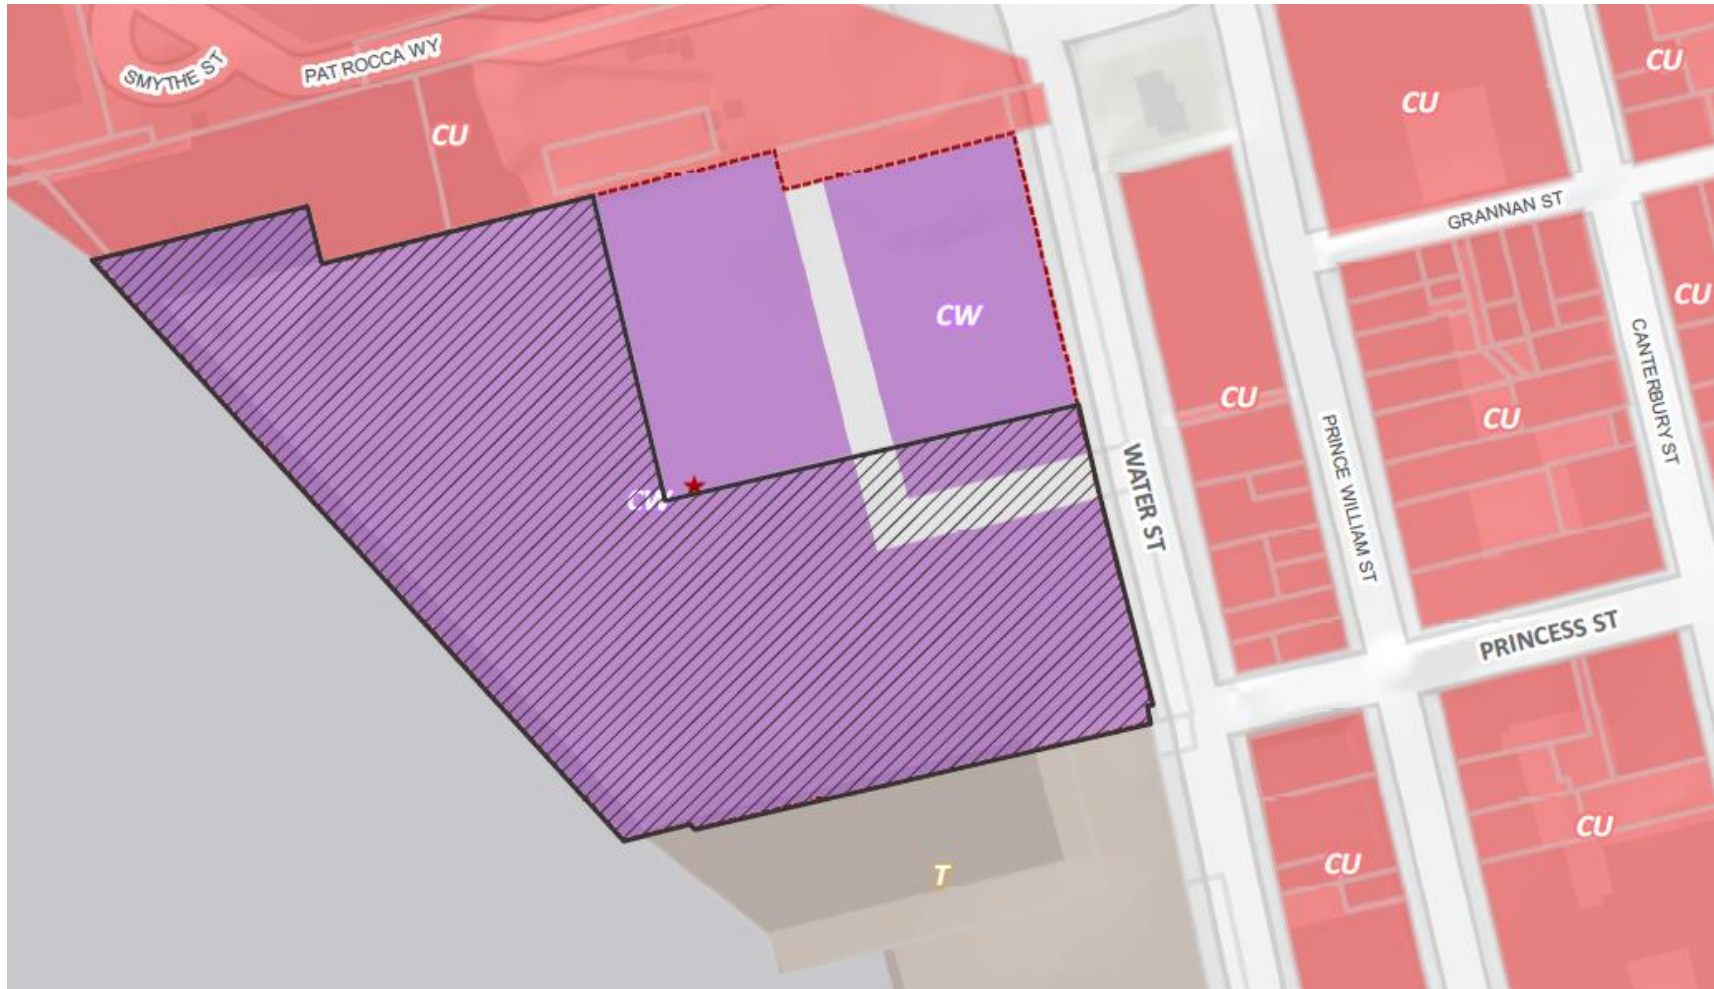 SMYTHE ST
PAT ROCCA WY
CU
CU
CU
GRANNAN ST
CU
CW
CANTERBURY ST
CU
CU
PRINCE WILLIAM ST
WATER ST
CW
PRINCESS ST
CU
CU
T